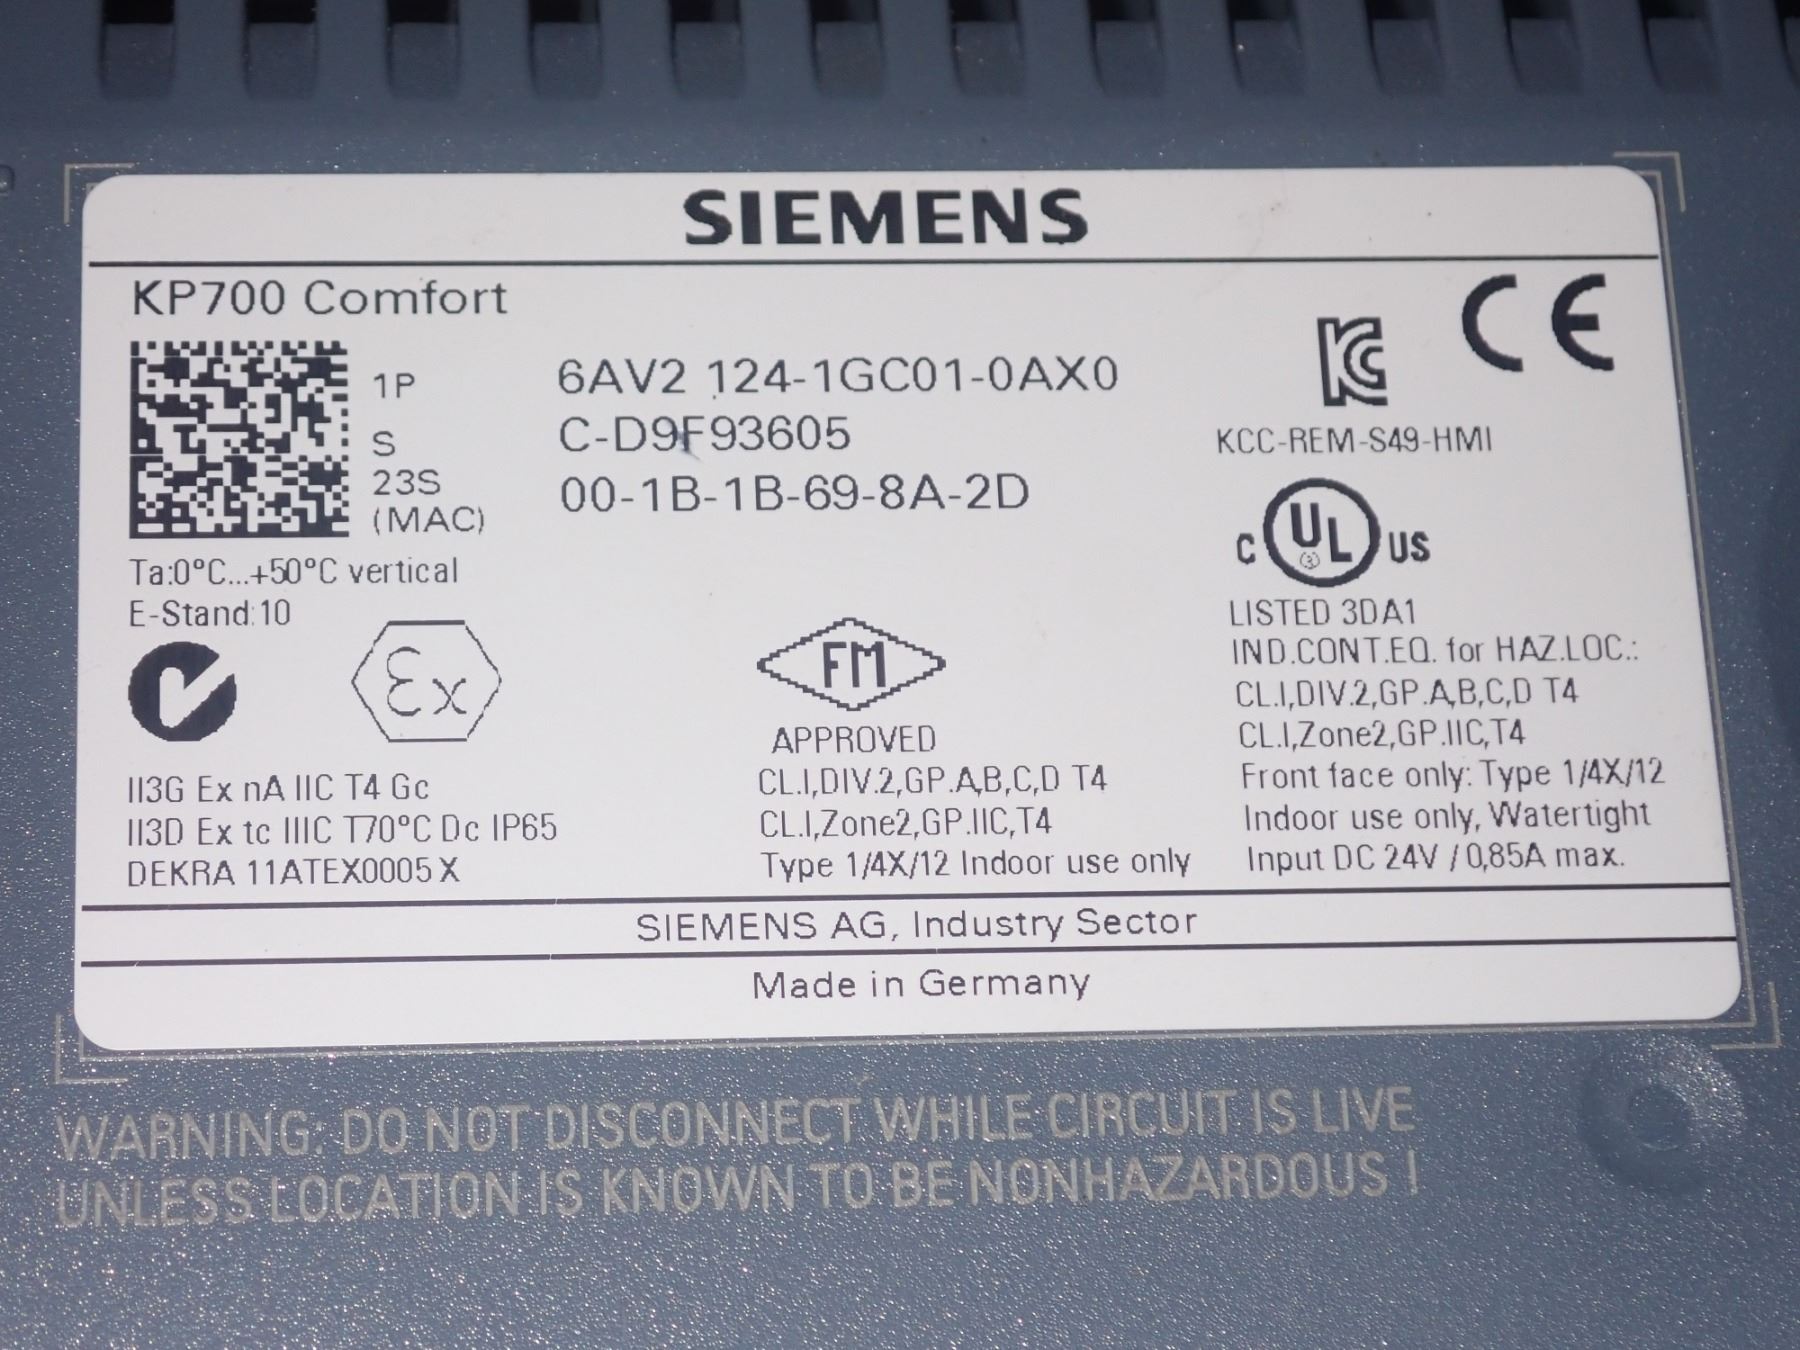 SIEMENS
KP700 Comfort
1P 6AV2 124-1GC01-0AX0
S C-D9F93605
23S 00-1B-1B-69-8A-2D
(MAC)
Ta:0°C...+50°C vertical
E-Stand:10
CE
KCC-REM-S49-HMI
C UL US
LISTED 3DA1
IND.CONT.EQ. for HAZ.LOC.:
CL.I,DIV.2,GP.A,B,C,D T4
CL.I,Zone2,GP.IIC,T4
Front face only: Type 1/4X/12
Indoor use only, Watertight
Input DC 24V / 0,85A max.
Ex
II3G Ex nA IIC T4 Gc
II3D Ex tc IIIC T70°C Dc IP65
DEKRA 11ATEX0005 X
FM
APPROVED
CL.I,DIV.2,GP.A,B,C,D T4
CL.I,Zone2,GP.IIC,T4
Type 1/4X/12 Indoor use only
SIEMENS AG, Industry Sector
Made in Germany
WARNING: DO NOT DISCONNECT WHILE CIRCUIT IS LIVE
UNLESS LOCATION IS KNOWN TO BE NONHAZARDOUS !